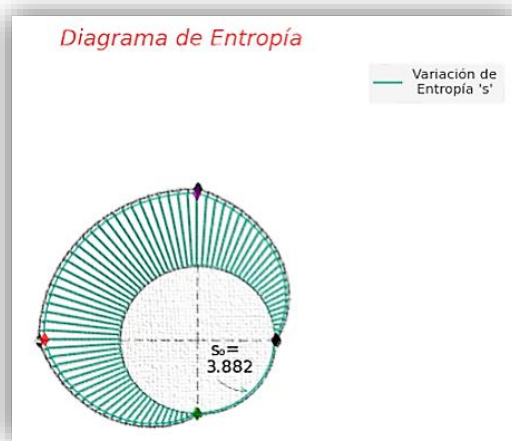 Diagrama de Entropía
Variación de
Entropía 's'
s₀=
3.882